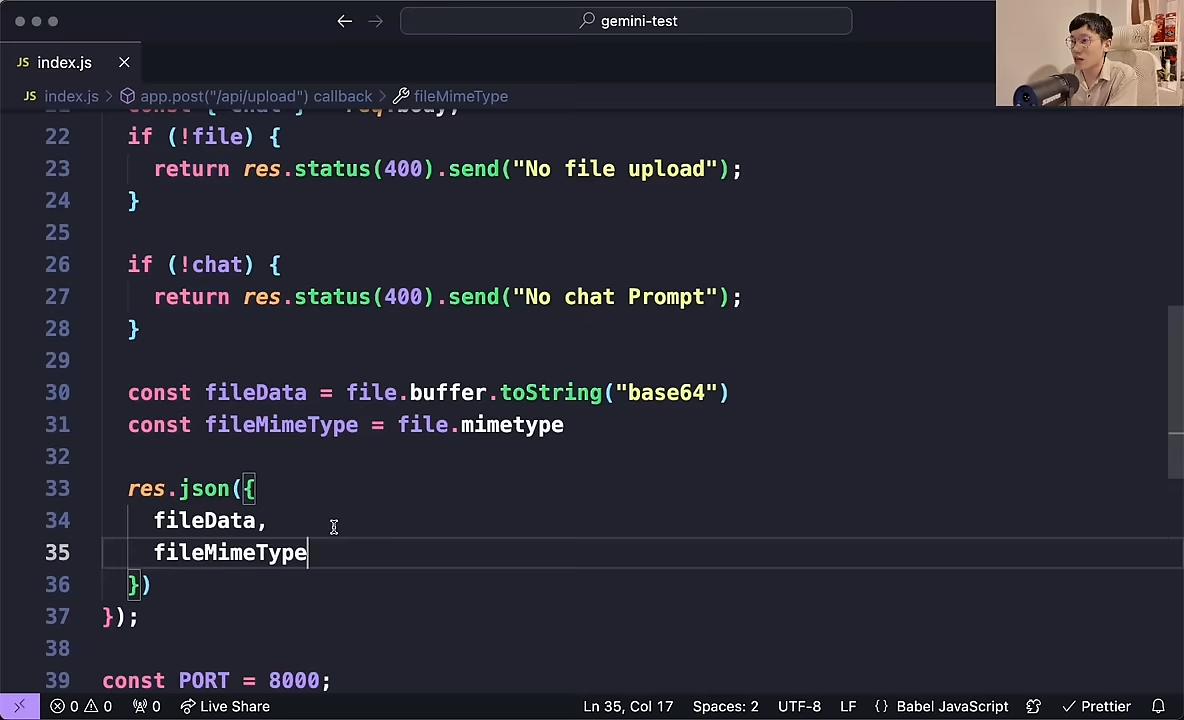 gemini-test
JS index.js
JS index.js > app.post("/api/upload") callback > fileMimeType
22 if (!file) {
23 return res.status(400).send("No file upload");
24 }
25
26 if (!chat) {
27 return res.status(400).send("No chat Prompt");
28 }
29
30 const fileData = file.buffer.toString("base64")
31 const fileMimeType = file.mimetype
32
33 res.json({
34 fileData,
35 fileMimeType
36 })
37 });
38
39 const PORT = 8000;
0 0 0 Live Share Ln 35, Col 17 Spaces: 2 UTF-8 LF {} Babel JavaScript Prettier